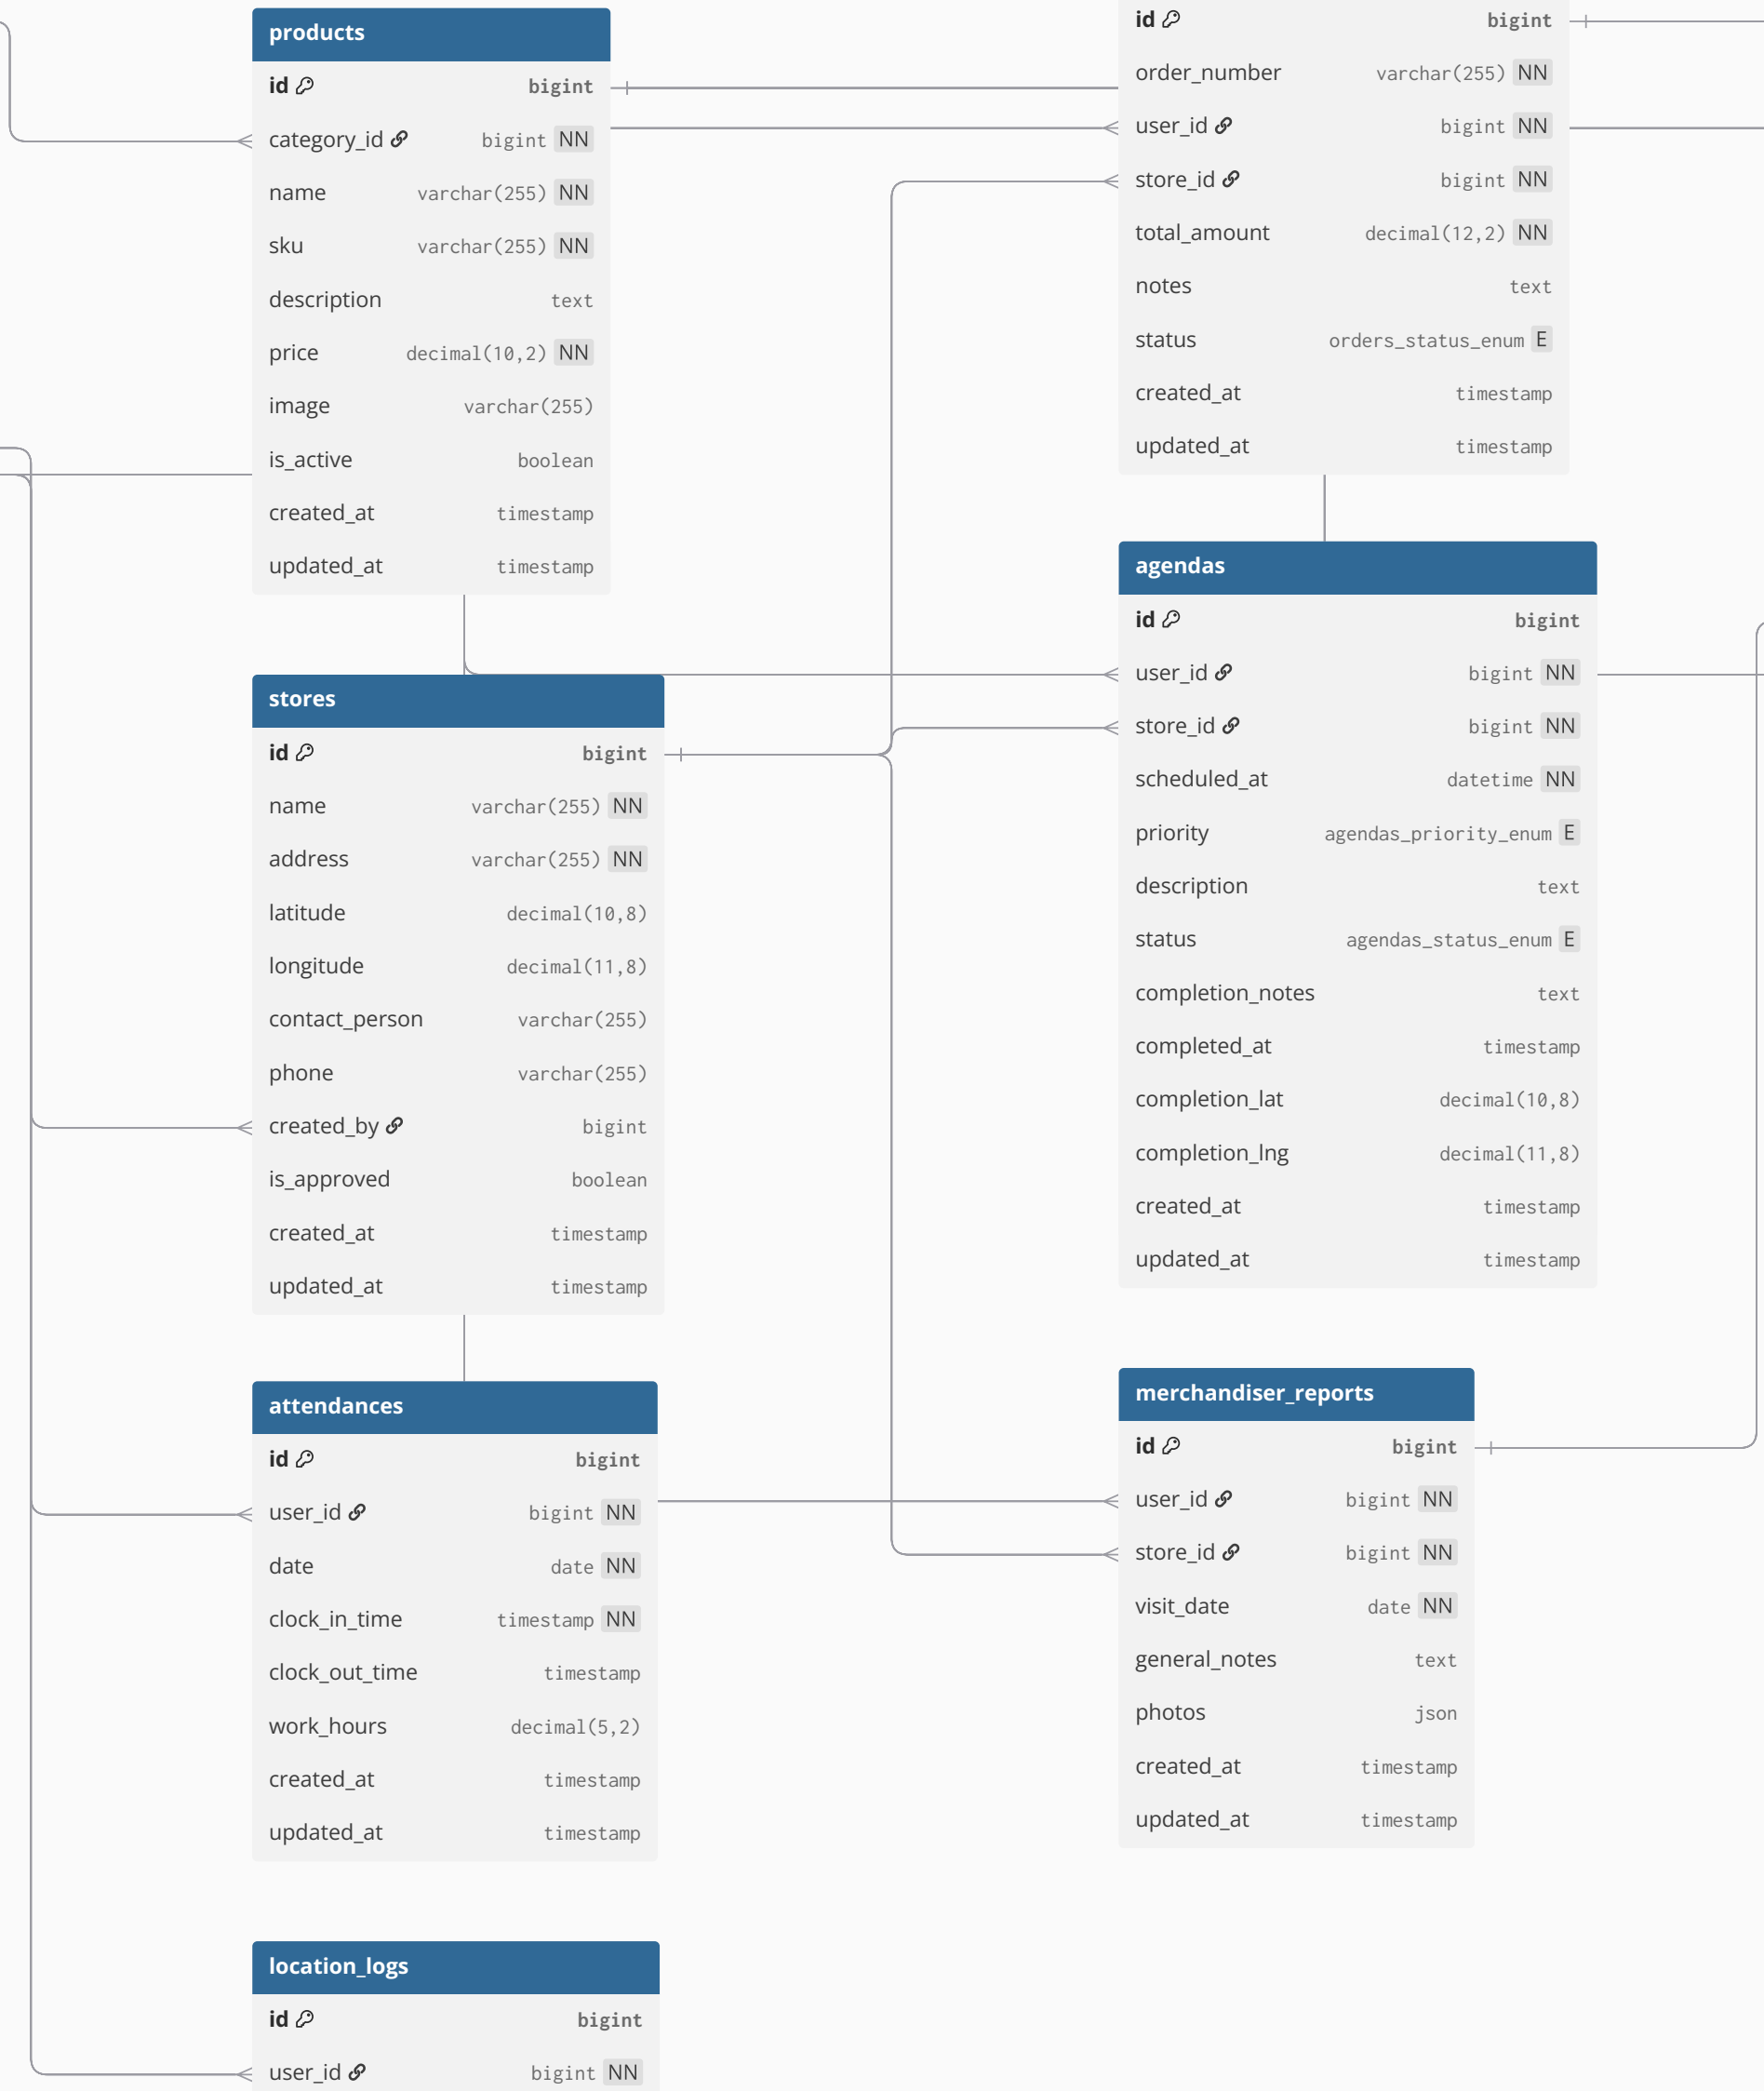 products
id bigint
category_id bigint NN
name varchar(255) NN
sku varchar(255) NN
description text
price decimal(10,2) NN
image varchar(255)
is_active boolean
created_at timestamp
updated_at timestamp
stores
id bigint
name varchar(255) NN
address varchar(255) NN
latitude decimal(10,8)
longitude decimal(11,8)
contact_person varchar(255)
phone varchar(255)
created_by bigint
is_approved boolean
created_at timestamp
updated_at timestamp
attendances
id bigint
user_id bigint NN
date date NN
clock_in_time timestamp NN
clock_out_time timestamp
work_hours decimal(5,2)
created_at timestamp
updated_at timestamp
location_logs
id bigint
user_id bigint NN
id bigint
order_number varchar(255) NN
user_id bigint NN
store_id bigint NN
total_amount decimal(12,2) NN
notes text
status orders_status_enum E
created_at timestamp
updated_at timestamp
agendas
id bigint
user_id bigint NN
store_id bigint NN
scheduled_at datetime NN
priority agendas_priority_enum E
description text
status agendas_status_enum E
completion_notes text
completed_at timestamp
completion_lat decimal(10,8)
completion_lng decimal(11,8)
created_at timestamp
updated_at timestamp
merchandiser_reports
id bigint
user_id bigint NN
store_id bigint NN
visit_date date NN
general_notes text
photos json
created_at timestamp
updated_at timestamp